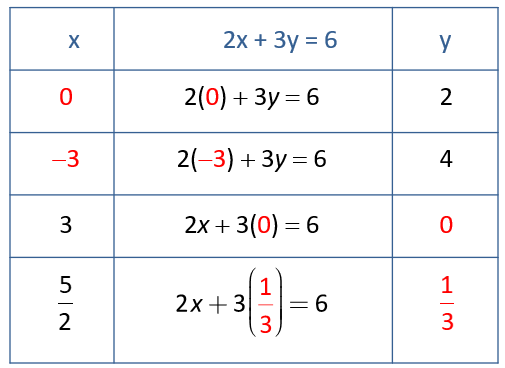 x 2x + 3y = 6 y
0 2(0) + 3y = 6 2
−3 2(−3) + 3y = 6 4
3 2x + 3(0) = 6 0
5/2 2x + 3(1/3) = 6 1/3